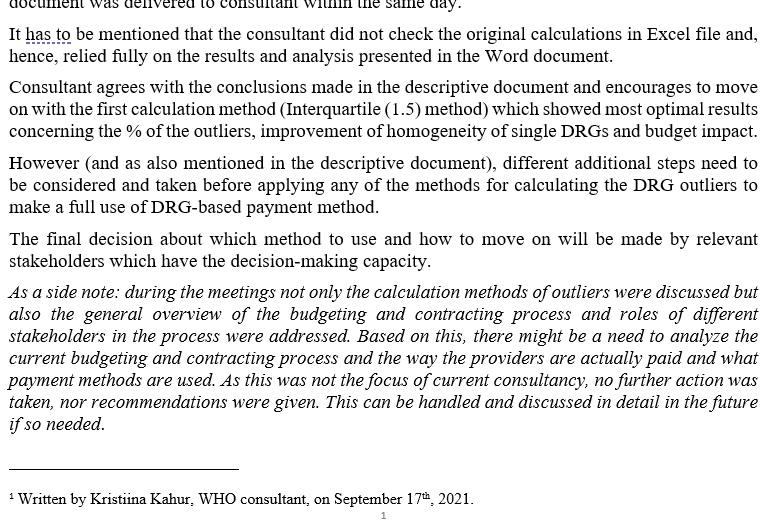 document was delivered to consultant within the same day.
It has to be mentioned that the consultant did not check the original calculations in Excel file and,
hence, relied fully on the results and analysis presented in the Word document.
Consultant agrees with the conclusions made in the descriptive document and encourages to move
on with the first calculation method (Interquartile (1.5) method) which showed most optimal results
concerning the % of the outliers, improvement of homogeneity of single DRGs and budget impact.
However (and as also mentioned in the descriptive document), different additional steps need to
be considered and taken before applying any of the methods for calculating the DRG outliers to
make a full use of DRG-based payment method.
The final decision about which method to use and how to move on will be made by relevant
stakeholders which have the decision-making capacity.
As a side note: during the meetings not only the calculation methods of outliers were discussed but
also the general overview of the budgeting and contracting process and roles of different
stakeholders in the process were addressed. Based on this, there might be a need to analyze the
current budgeting and contracting process and the way the providers are actually paid and what
payment methods are used. As this was not the focus of current consultancy, no further action was
taken, nor recommendations were given. This can be handled and discussed in detail in the future
if so needed.
¹ Written by Kristiina Kahur, WHO consultant, on September 17th, 2021.
1